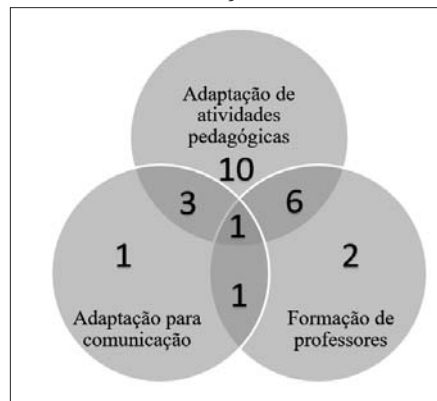 Adaptação de
atividades
pedagógicas
10
3
6
1
1
2
1
Adaptação para
comunicação
Formação de
professores